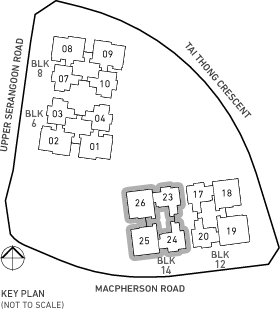 UPPER SERANGOON ROAD
TAI THONG CRESCENT
08
09
BLK
8
07
10
BLK
6
03
04
02
01
26
23
17
18
25
24
20
19
BLK
14
BLK
12
MACPHERSON ROAD
KEY PLAN
(NOT TO SCALE)